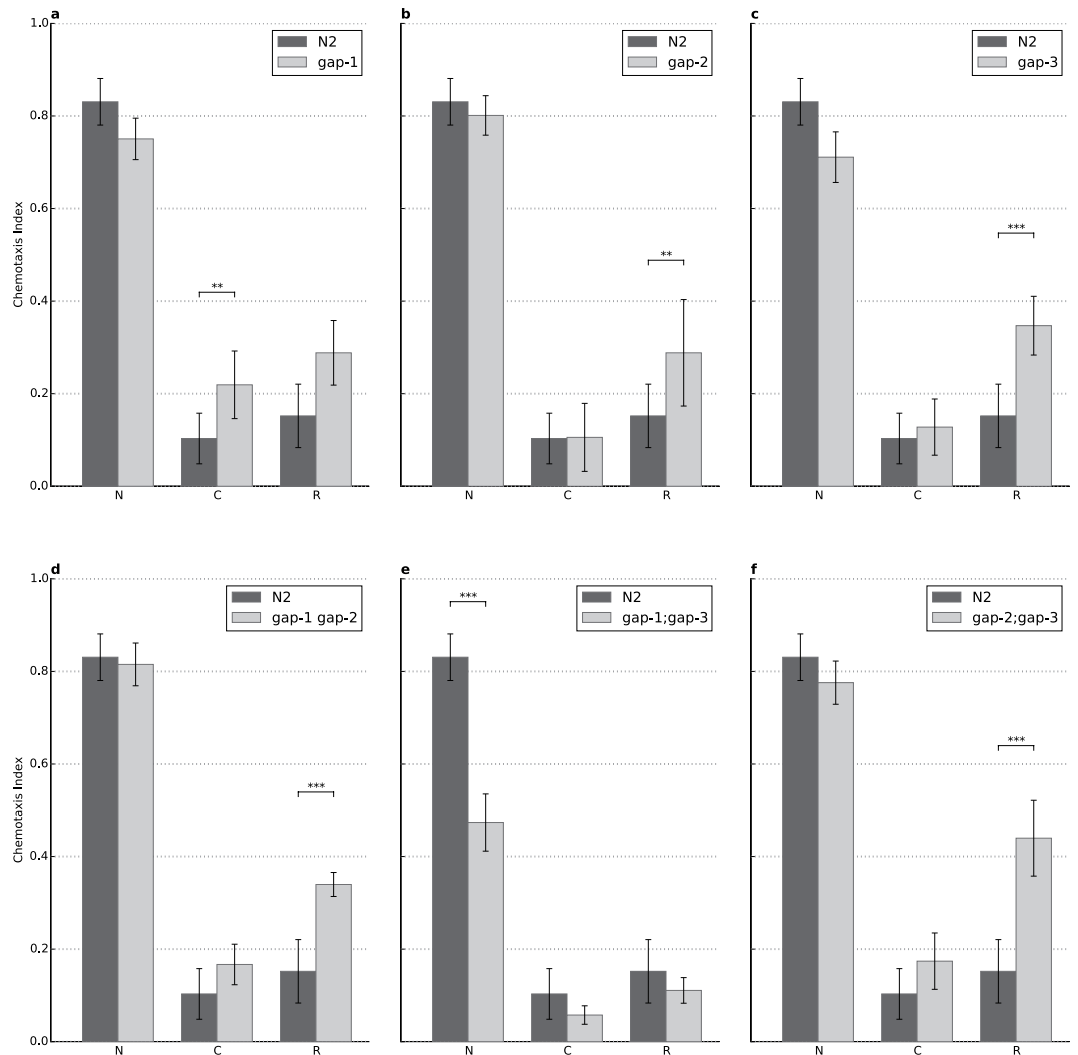 a
b
c
1.0
N2
gap-1
N2
gap-2
N2
gap-3
0.8
0.6
Chemotaxis Index
**
**
***
0.4
0.2
0.0
N C R
N C R
N C R
d
e
f
1.0
N2
gap-1 gap-2
N2
gap-1;gap-3
N2
gap-2;gap-3
***
0.8
0.6
Chemotaxis Index
***
***
0.4
0.2
0.0
N C R
N C R
N C R